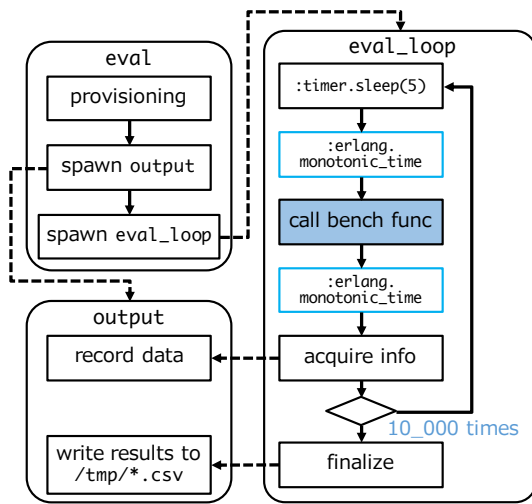 eval
provisioning
spawn output
spawn eval_loop
output
record data
write results to
/tmp/*.csv
eval_loop
:timer.sleep(5)
:erlang.
monotonic_time
call bench func
:erlang.
monotonic_time
acquire info
10_000 times
finalize